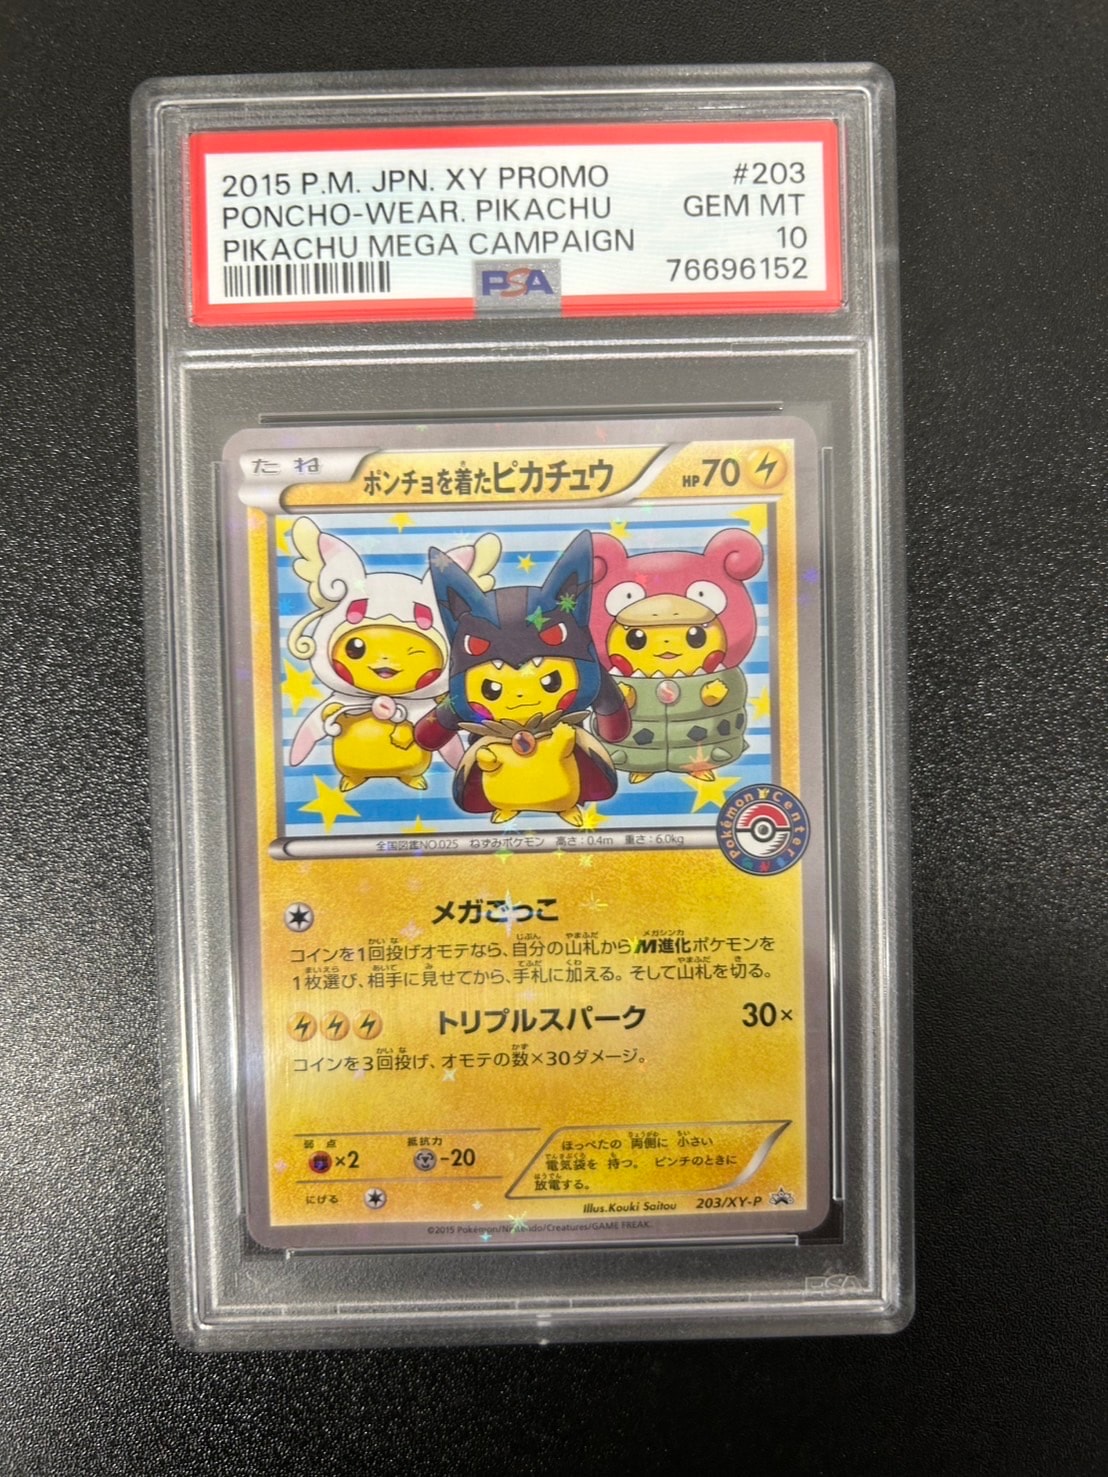 2015 P.M. JPN. XY PROMO #203
PONCHO-WEAR. PIKACHU GEM MT
PIKACHU MEGA CAMPAIGN 10
PSA 76696152
たね ポンチョを着たピカチュウ HP70
Pokémon Center
全国図鑑NO.025 ねずみポケモン 高さ:0.4m 重さ:6.0kg
メガごっこ
コインを1回投げオモテなら、自分の山札からM進化ポケモンを
1枚選び、相手に見せてから、手札に加える。そして山札を切る。
トリプルスパーク 30×
コインを3回投げ、オモテの数×30ダメージ。
弱点 抵抗力
×2 -20
にげる
ほっぺたの両側に小さい
電気袋を持つ。ピンチのときに
放電する。
Illus.Kouki Saitou 203/XY-P
©2015 Pokémon/Nintendo/Creatures/GAME FREAK.
PSA